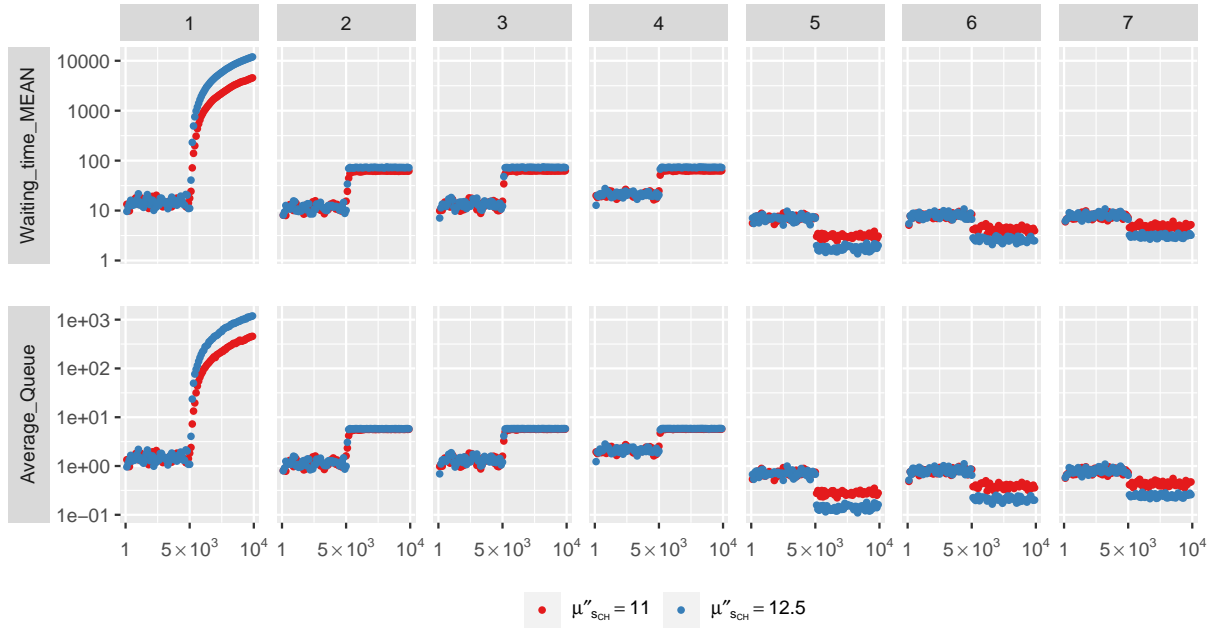 1 2 3 4 5 6 7
Waiting_time_MEAN
10000
1000
100
10
1
Average_Queue
1e+03
1e+02
1e+01
1e+00
1e−01
1 5×10³ 10⁴ 1 5×10³ 10⁴ 1 5×10³ 10⁴ 1 5×10³ 10⁴ 1 5×10³ 10⁴ 1 5×10³ 10⁴ 1 5×10³ 10⁴
μ″s_CH = 11 μ″s_CH = 12.5